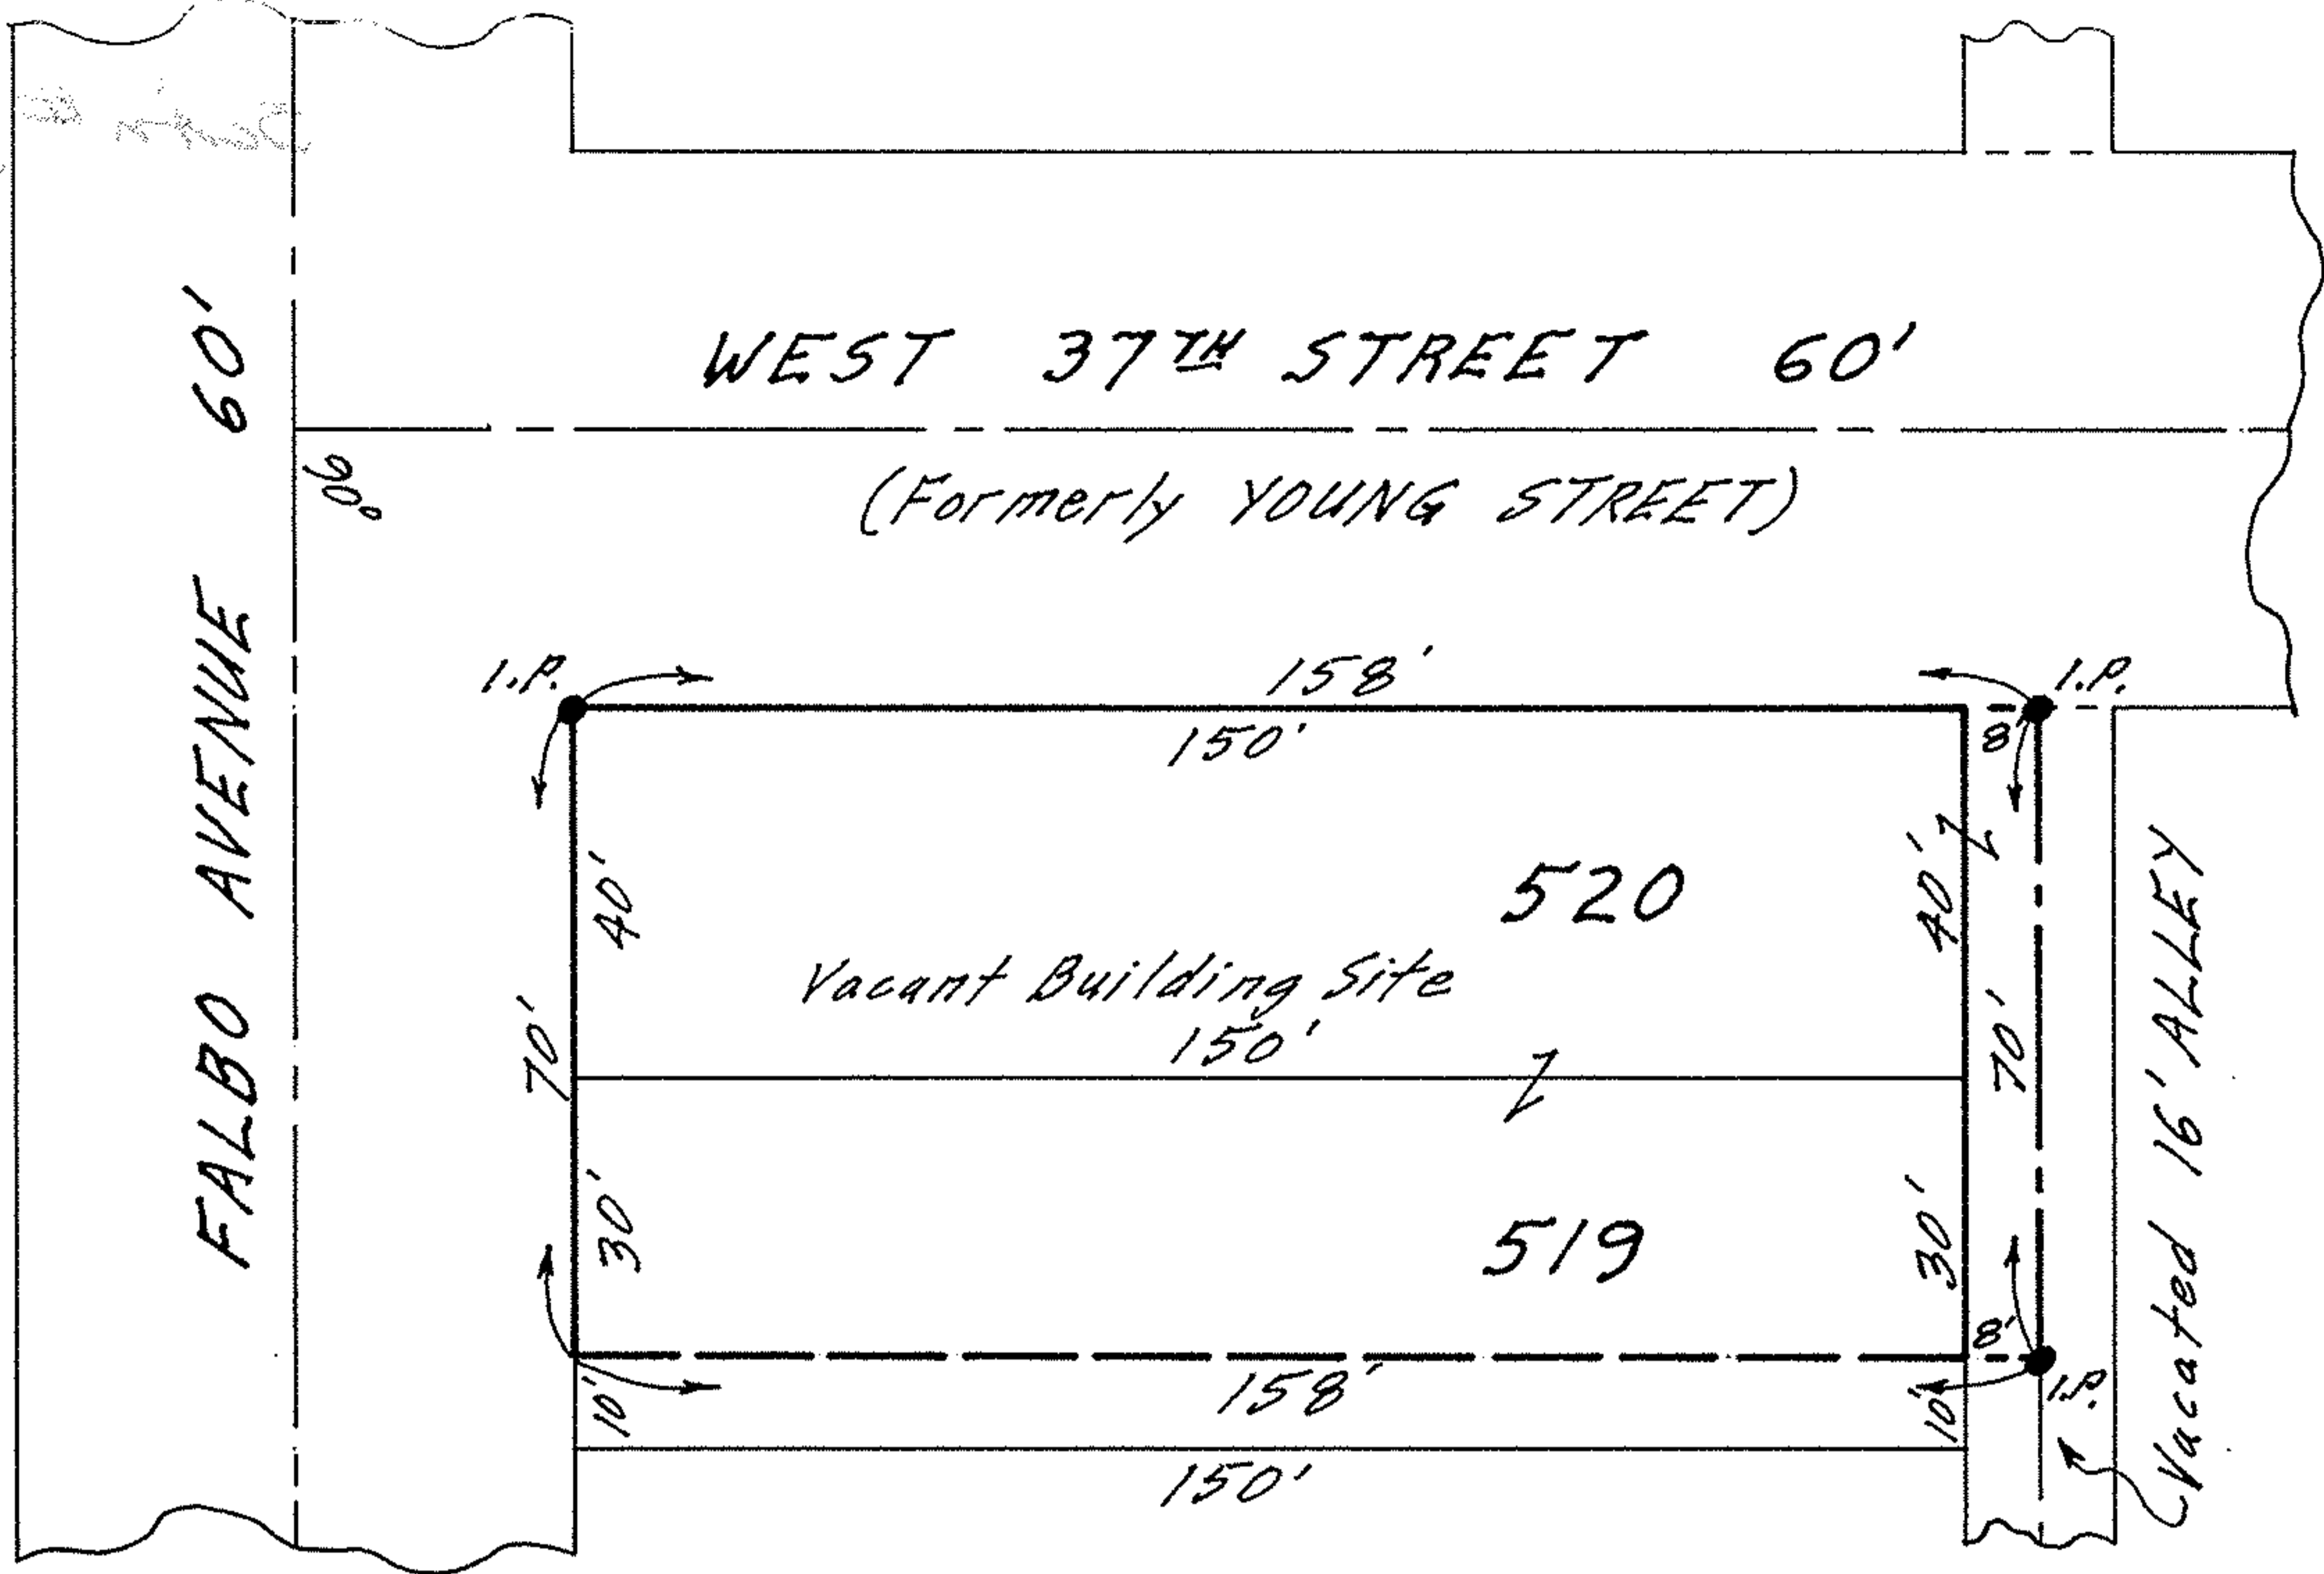 WEST 37TH STREET 60'
(Formerly YOUNG STREET)
FALBO AVENUE 60'
90°
I.P.
158'
I.P.
150'
8'
40'
520
40'
Vacant Building Site
70'
150'
70'
Vacated 16' ALLEY
30'
519
30'
8'
10'
158'
10'
I.P.
150'